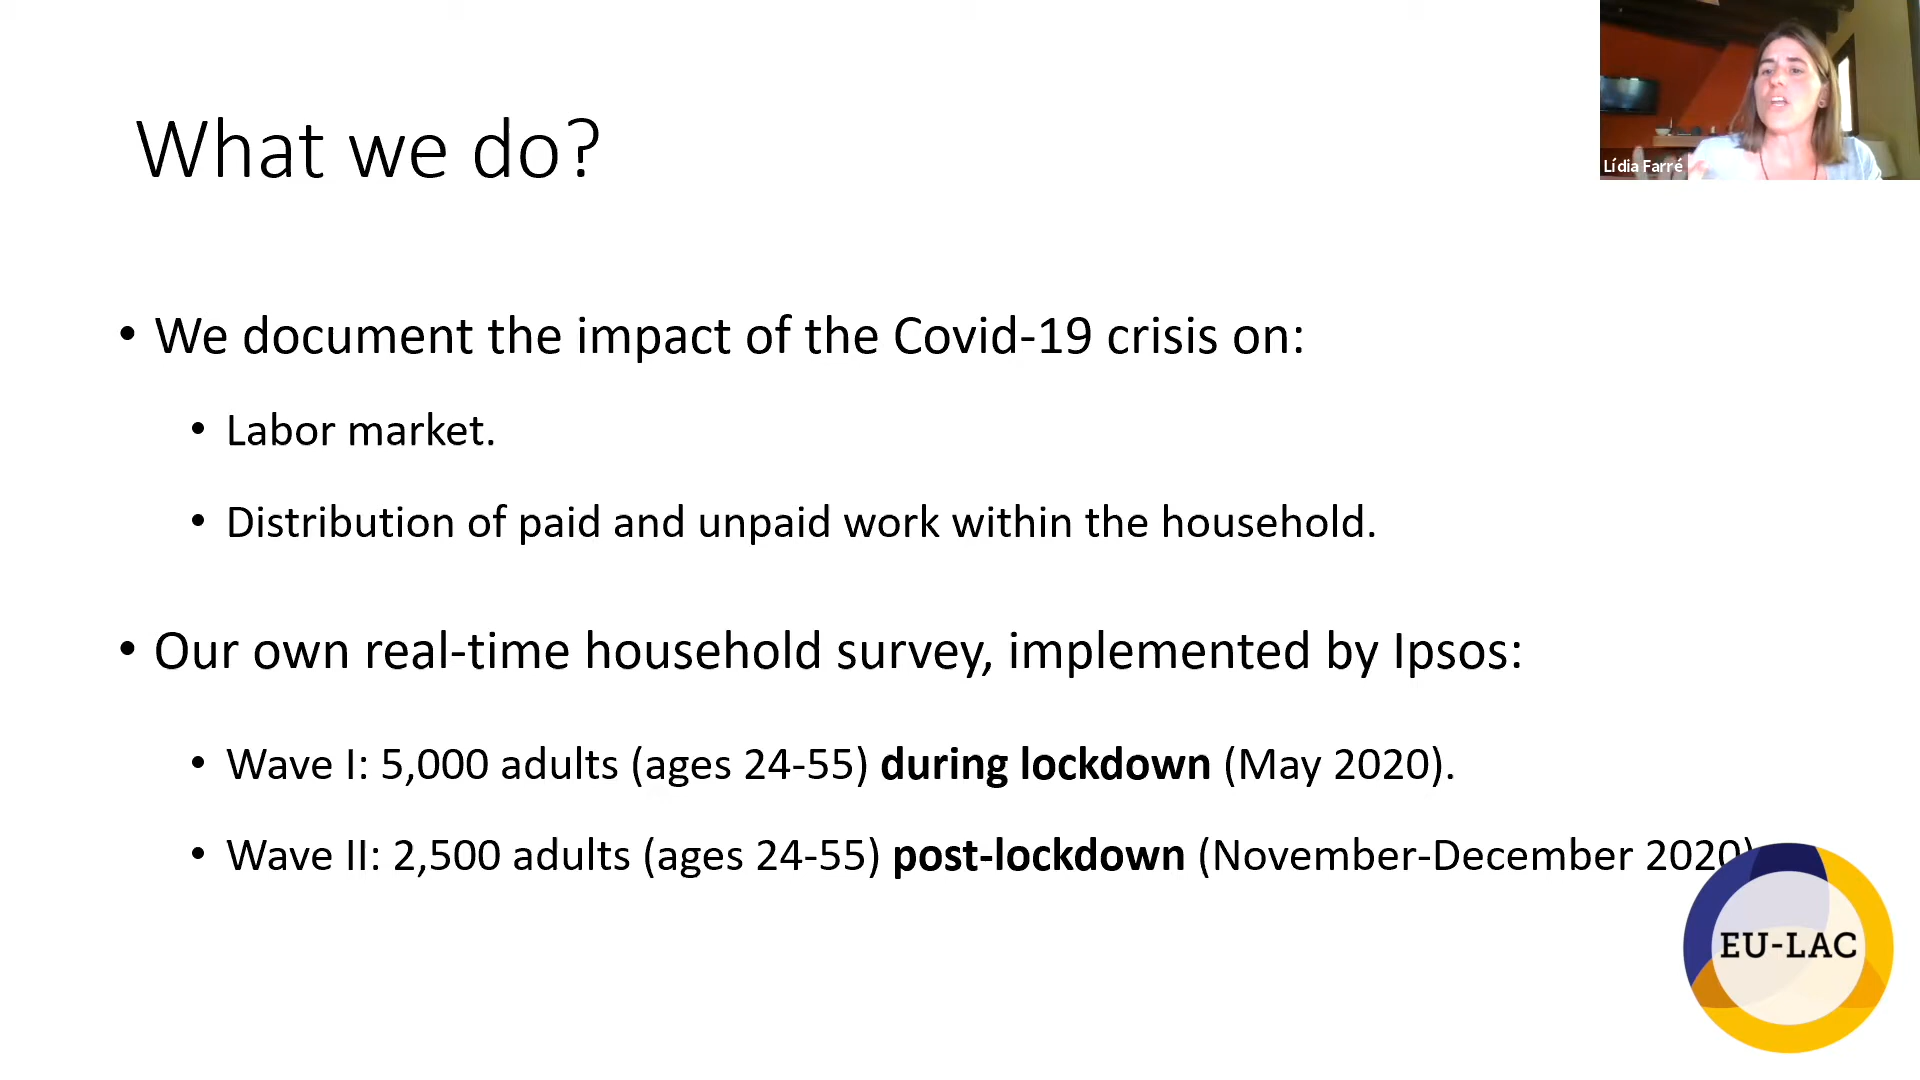 What we do?
Lídia Farré
• We document the impact of the Covid-19 crisis on:
• Labor market.
• Distribution of paid and unpaid work within the household.
• Our own real-time household survey, implemented by Ipsos:
• Wave I: 5,000 adults (ages 24-55) during lockdown (May 2020).
• Wave II: 2,500 adults (ages 24-55) post-lockdown (November-December 2020)
EU-LAC